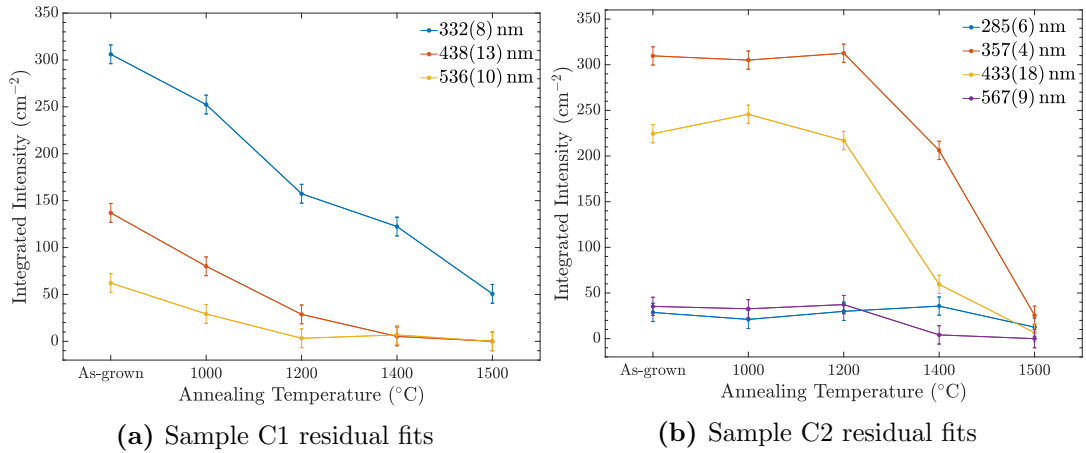 350
300
250
200
150
100
50
0
Integrated Intensity (cm⁻²)
332(8) nm
438(13) nm
536(10) nm
As-grown 1000 1200 1400 1500
Annealing Temperature (°C)
(a) Sample C1 residual fits
350
300
250
200
150
100
50
0
Integrated Intensity (cm⁻²)
285(6) nm
357(4) nm
433(18) nm
567(9) nm
As-grown 1000 1200 1400 1500
Annealing Temperature (°C)
(b) Sample C2 residual fits